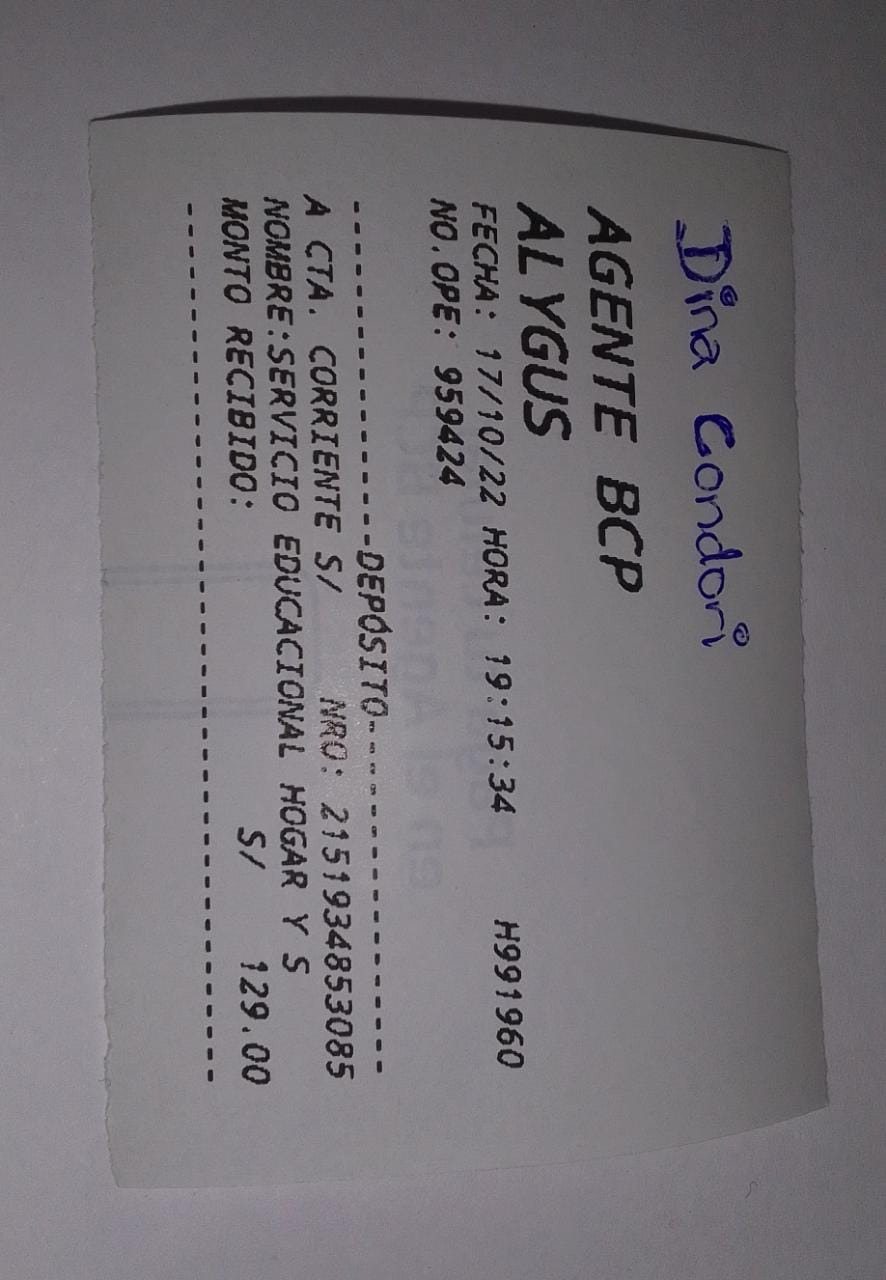 Dina Condori
AGENTE BCP
ALYGUS
FECHA: 17/10/22 HORA: 19:15:34 H991960
NO.OPE: 959424
---------------DEPÓSITO---------------
A CTA. CORRIENTE S/ NRO: 2151934853085
NOMBRE:SERVICIO EDUCACIONAL HOGAR Y S
MONTO RECIBIDO: S/ 129.00
--------------------------------------